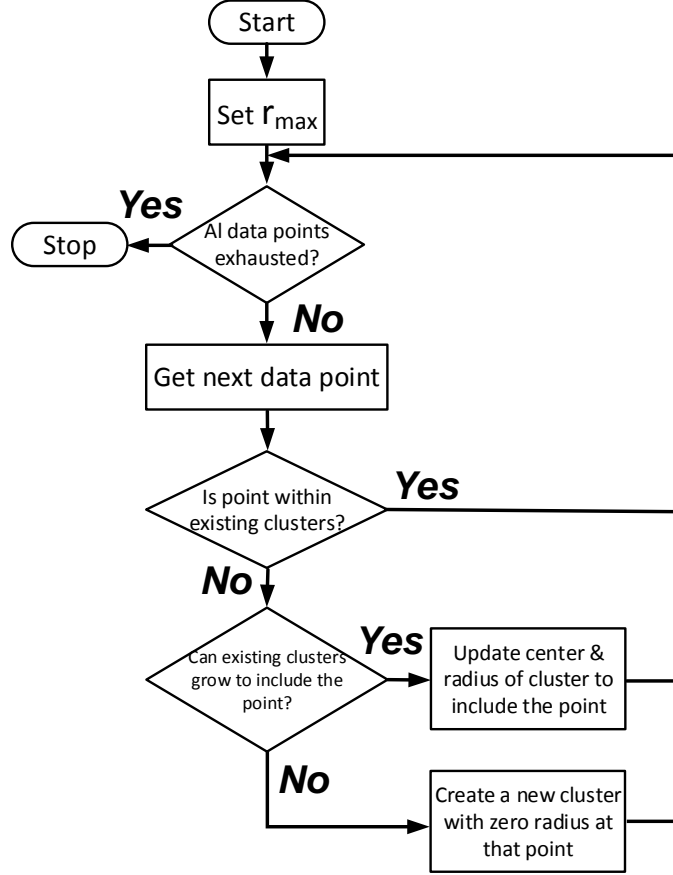 Start
Set rmax
Yes
Stop
Al data points
exhausted?
No
Get next data point
Is point within
existing clusters?
Yes
No
Can existing clusters
grow to include the
point?
Yes
Update center &
radius of cluster to
include the point
No
Create a new cluster
with zero radius at
that point